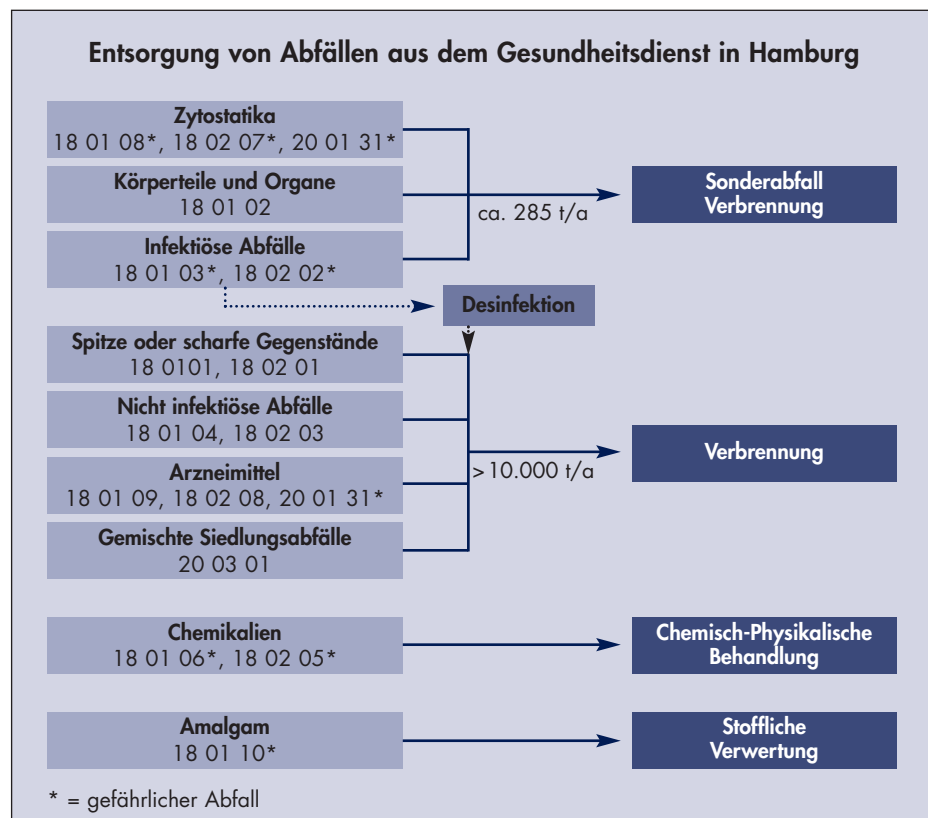 Entsorgung von Abfällen aus dem Gesundheitsdienst in Hamburg
Zytostatika
18 01 08*, 18 02 07*, 20 01 31*
Körperteile und Organe
18 01 02
Infektiöse Abfälle
18 01 03*, 18 02 02*
ca. 285 t/a
Sonderabfall
Verbrennung
Desinfektion
Spitze oder scharfe Gegenstände
18 0101, 18 02 01
Nicht infektiöse Abfälle
18 01 04, 18 02 03
Arzneimittel
18 01 09, 18 02 08, 20 01 31*
Gemischte Siedlungsabfälle
20 03 01
> 10.000 t/a
Verbrennung
Chemikalien
18 01 06*, 18 02 05*
Chemisch-Physikalische
Behandlung
Amalgam
18 01 10*
Stoffliche
Verwertung
* = gefährlicher Abfall